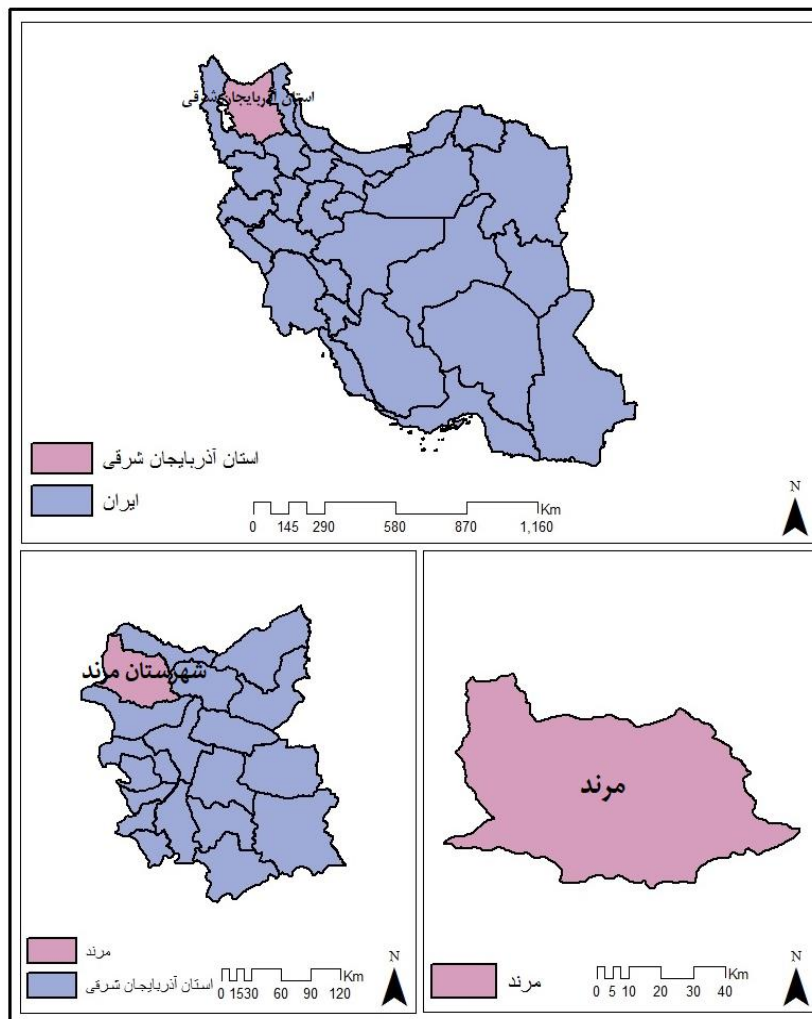 استان آذربایجان شرقی
استان آذربایجان شرقی
ایران
Km
0 145 290 580 870 1,160
N
شهرستان مرند
مرند
استان آذربایجان شرقی
Km
0 1530 60 90 120
N
مرند
مرند
Km
0 5 10 20 30 40
N